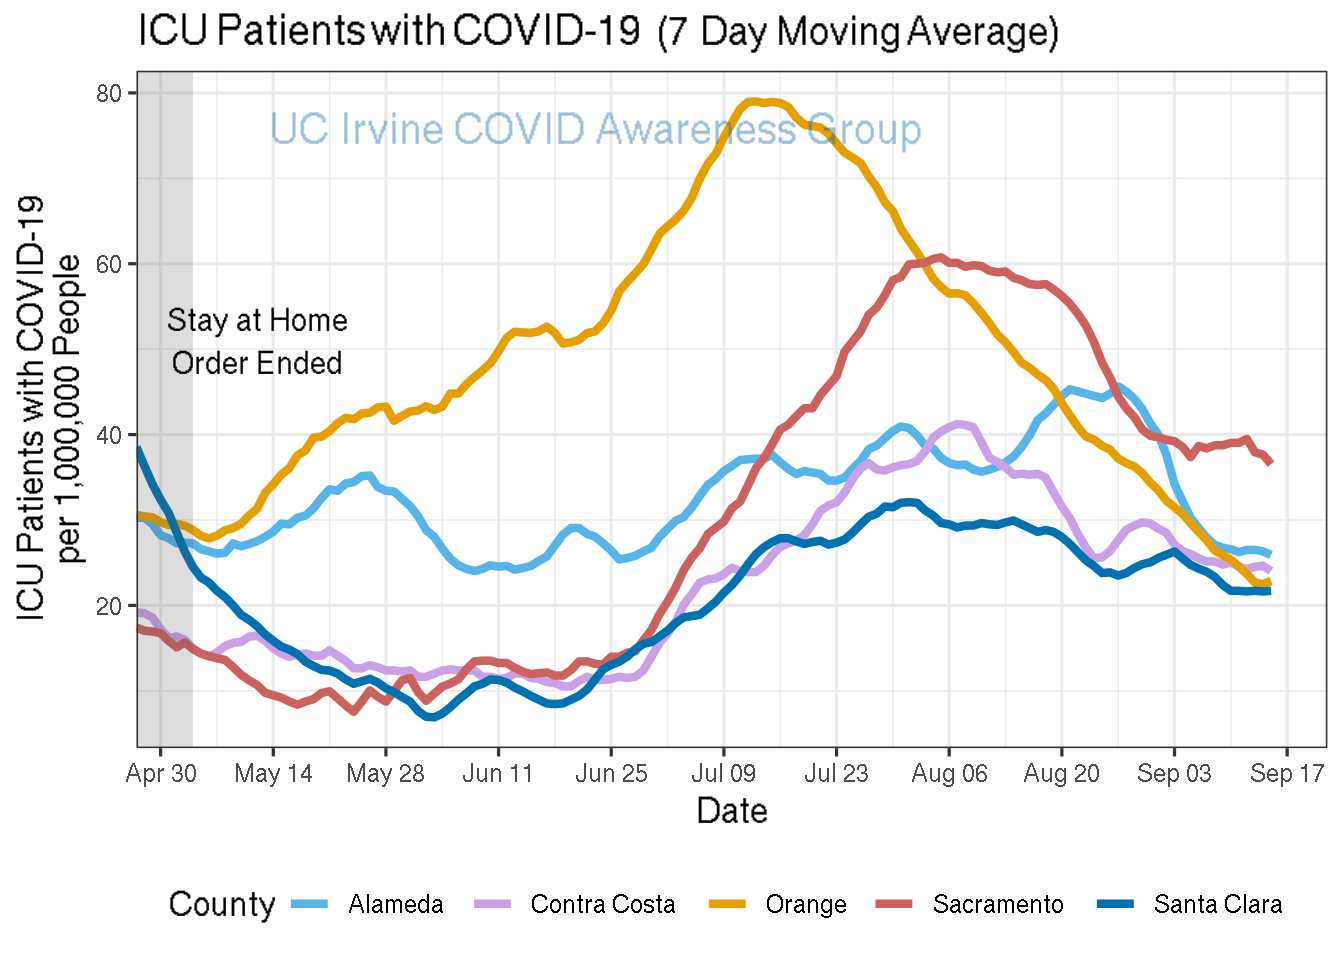 ICU Patients with COVID-19 (7 Day Moving Average)
UC Irvine COVID Awareness Group
Stay at Home
Order Ended
ICU Patients with COVID-19
per 1,000,000 People
80
60
40
20
Apr 30 May 14 May 28 Jun 11 Jun 25 Jul 09 Jul 23 Aug 06 Aug 20 Sep 03 Sep 17
Date
County Alameda Contra Costa Orange Sacramento Santa Clara